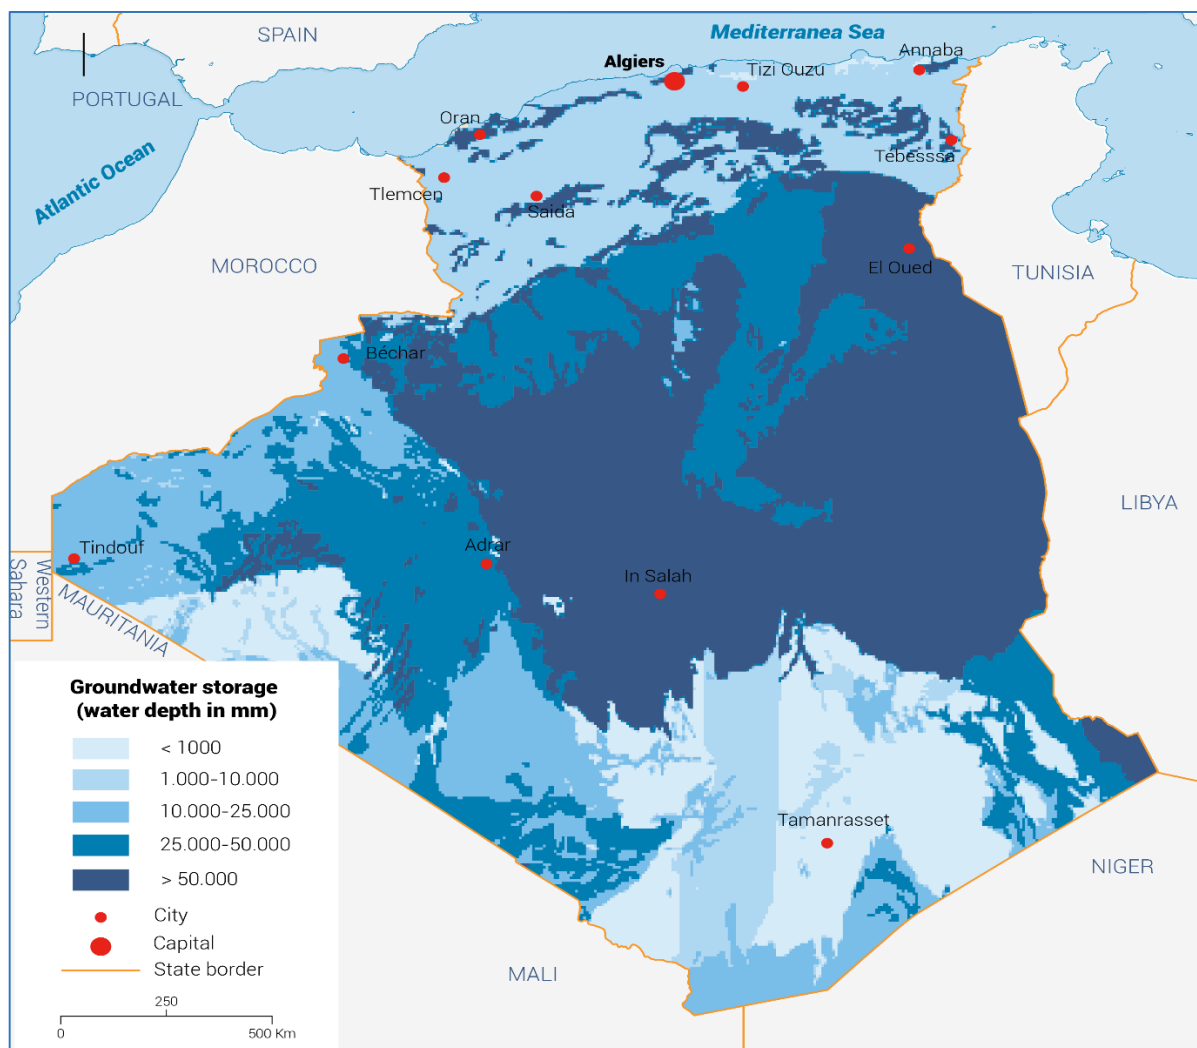 SPAIN
Mediterranea Sea
Annaba
Algiers
Tizi Ouzu
PORTUGAL
Oran
Tebesssa
Atlantic Ocean
Tlemcen
Saida
MOROCCO
El Oued
TUNISIA
Béchar
LIBYA
Tindouf
Adrar
In Salah
Western
Sahara
MAURITANIA
Groundwater storage
(water depth in mm)
< 1000
1.000-10.000
10.000-25.000
25.000-50.000
> 50.000
City
Capital
State border
250
0 500 Km
Tamanrasset
NIGER
MALI